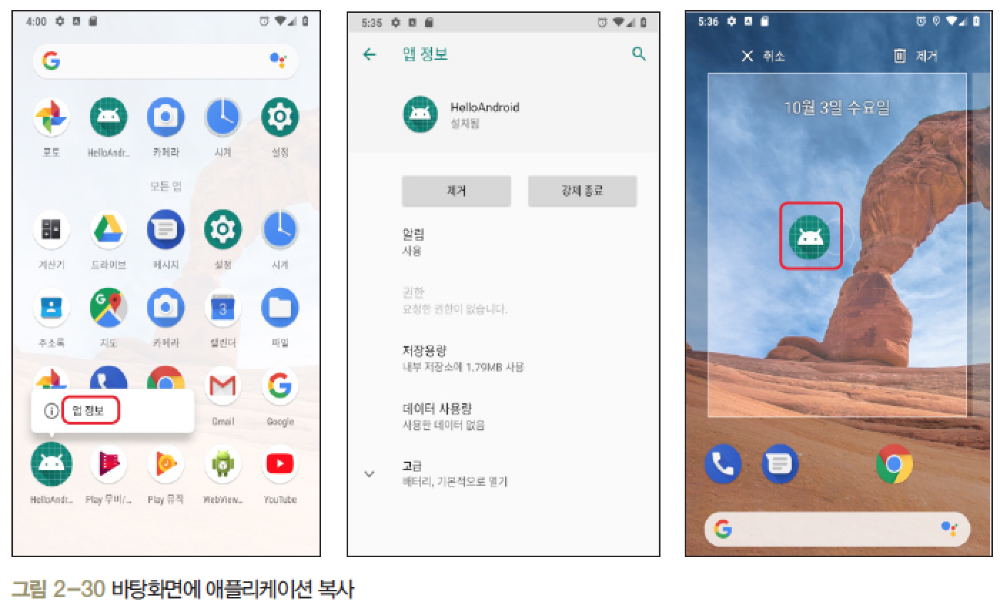 4:00
포토
HelloAndr...
카메라
시계
설정
모든 앱
계산기
드라이브
메시지
설정
시계
주소록
지도
카메라
3
캘린더
파일
앱 정보
Gmail
Google
HelloAndr...
Play 무비/...
Play 뮤직
WebView...
YouTube
5:35
앱 정보
HelloAndroid
설치됨
제거
강제 종료
알림
사용
권한
요청한 권한이 없습니다.
저장용량
내부 저장소에 1.79MB 사용
데이터 사용량
사용한 데이터 없음
고급
배터리, 기본적으로 열기
5:36
취소
제거
10월 3일 수요일
그림 2-30 바탕화면에 애플리케이션 복사